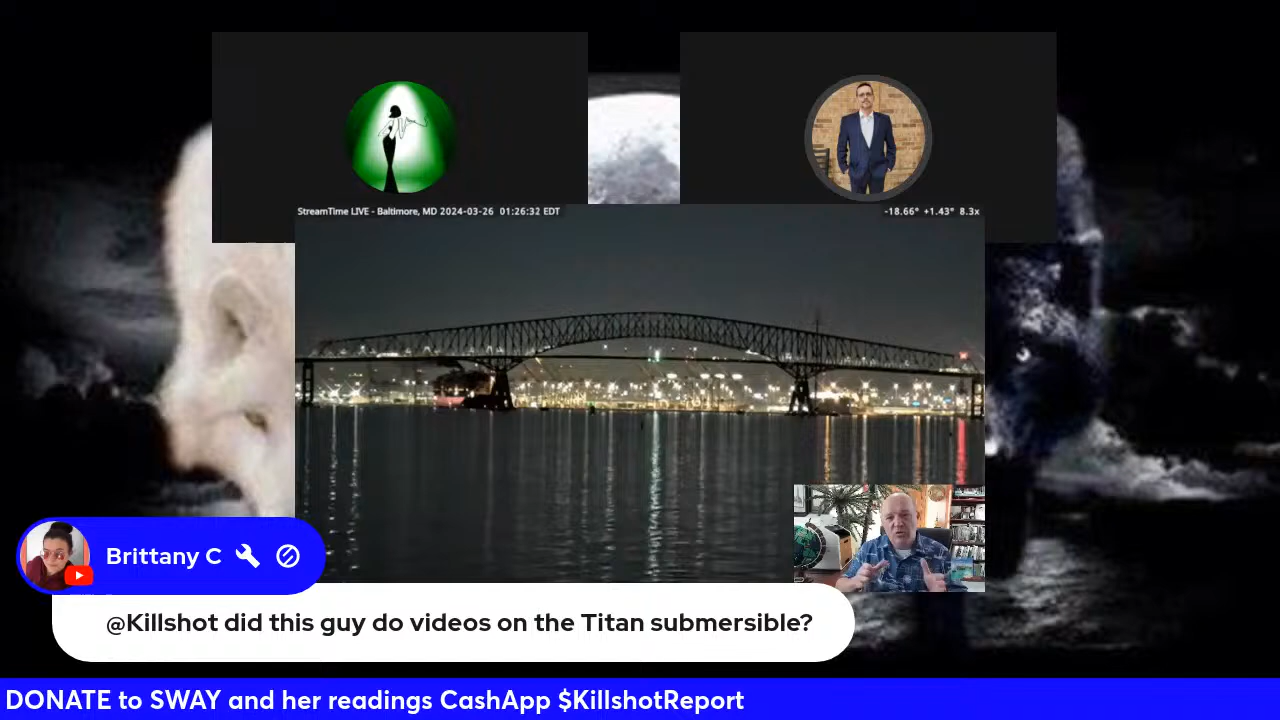 StreamTime LIVE - Baltimore, MD 2024-03-26 01:26:32 EDT
-18.66° +1.43° 8.3x
Brittany C
@Killshot did this guy do videos on the Titan submersible?
DONATE to SWAY and her readings CashApp $KillshotReport